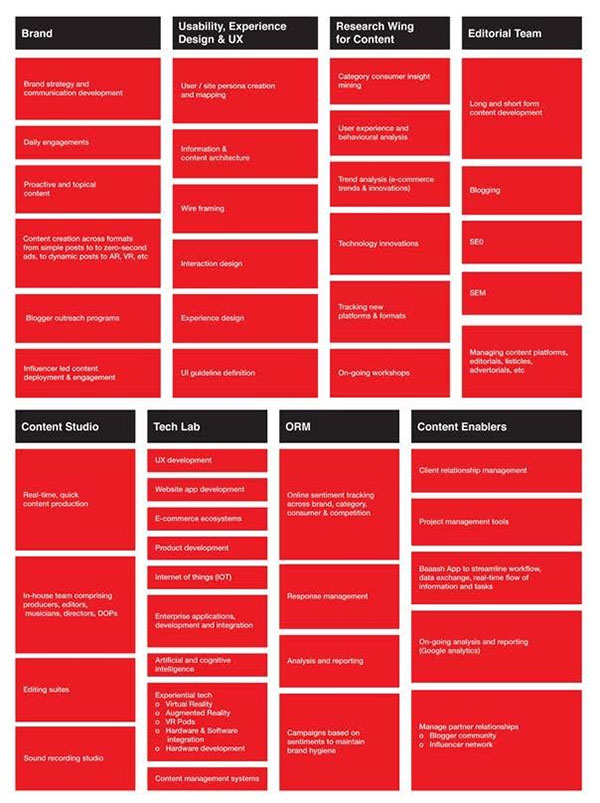 Brand
Brand strategy and
communication development
Daily engagements
Proactive and topical
content
Content creation across formats
from simple posts to to zero-second
ads, to dynamic posts to AR, VR, etc
Blogger outreach programs
Influencer led content
deployment & engagement
Usability, Experience
Design & UX
User / site persona creation
and mapping
Information &
content architecture
Wire framing
Interaction design
Experience design
UI guideline definition
Research Wing
for Content
Category consumer insight
mining
User experience and
behavioural analysis
Trend analysis (e-commerce
trends & innovations)
Technology innovations
Tracking new
platforms & formats
On-going workshops
Editorial Team
Long and short form
content development
Blogging
SE0
SEM
Managing content platforms,
editorials, listicles,
advertorials, etc
Content Studio
Real-time, quick
content production
In-house team comprising
producers, editors,
musicians, directors, DOPs
Editing suites
Sound recording studio
Tech Lab
UX development
Website app development
E-commerce ecosystems
Product development
Internet of things (IOT)
Enterprise applications,
development and integration
Artificial and cognitive
intelligence
Experiential tech
o Virtual Reality
o Augmented Reality
o VR Pods
o Hardware & Software
integration
o Hardware development
Content management systems
ORM
Online sentiment tracking
across brand, category,
consumer & competition
Response management
Analysis and reporting
Campaigns based on
sentiments to maintain
brand hygiene
Content Enablers
Client relationship management
Project management tools
Baaash App to streamline workflow,
data exchange, real-time flow of
information and tasks
On-going analysis and reporting
(Google analytics)
Manage partner relationships
o Blogger community
o Influencer network